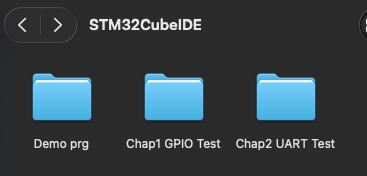 STM32CubeIDE
Demo prg
Chap1 GPIO Test
Chap2 UART Test